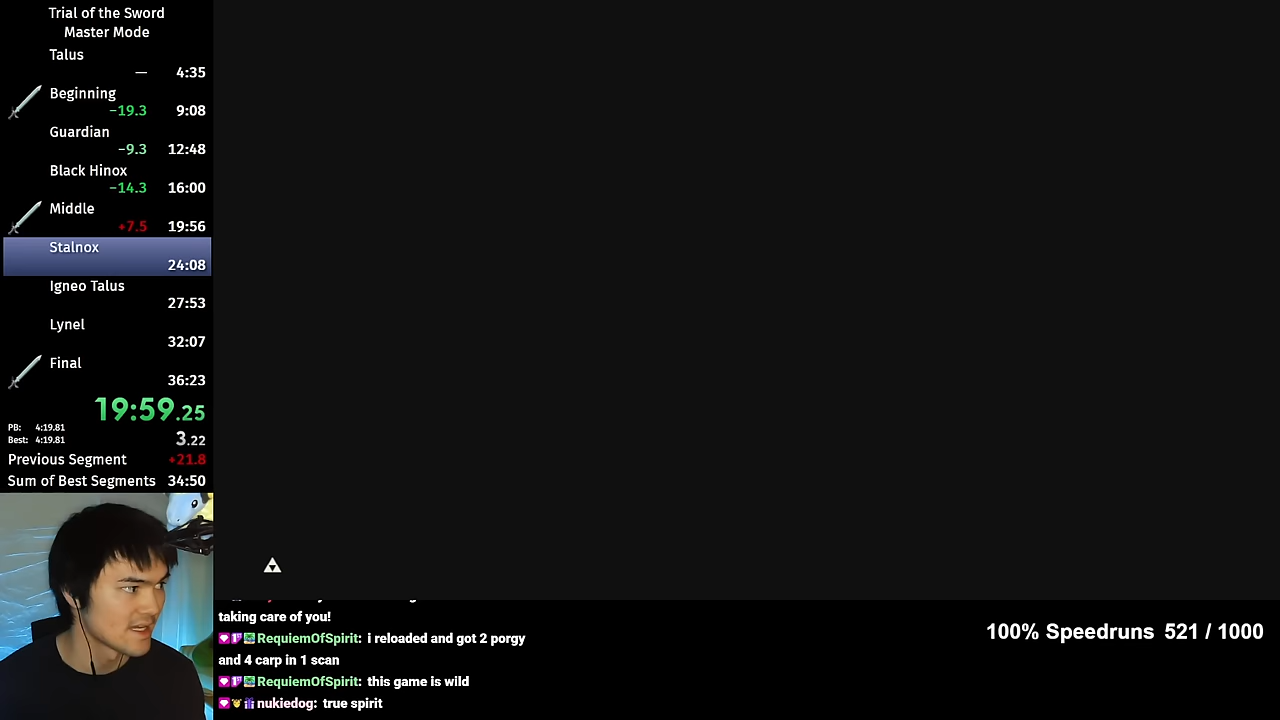 Trial of the Sword
Master Mode
Talus
— 4:35
Beginning
−19.3 9:08
Guardian
−9.3 12:48
Black Hinox
−14.3 16:00
Middle
+7.5 19:56
Stalnox
24:08
Igneo Talus
27:53
Lynel
32:07
Final
36:23
19:59.25
PB: 4:19.81
Best: 4:19.81
3.22
Previous Segment +21.8
Sum of Best Segments 34:50
taking care of you!
RequiemOfSpirit: i reloaded and got 2 porgy
and 4 carp in 1 scan
RequiemOfSpirit: this game is wild
nukiedog: true spirit
100% Speedruns 521 / 1000